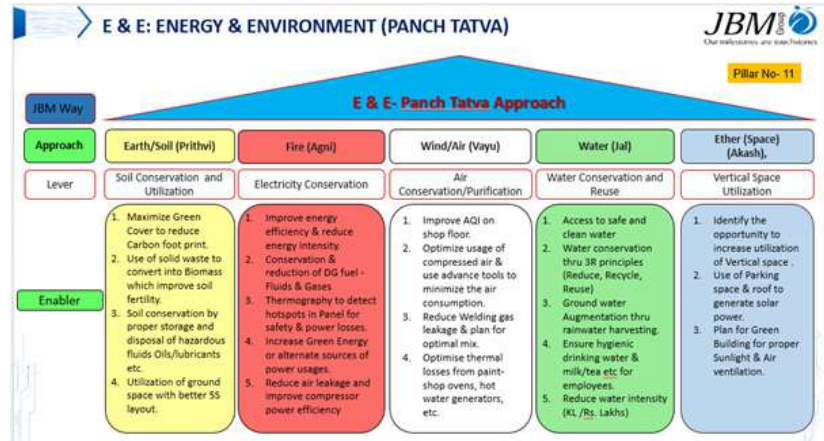 E & E: ENERGY & ENVIRONMENT (PANCH TATVA)
JBM Group
Our milestones are touchstones
Pillar No- 11
JBM Way
E & E- Panch Tatva Approach
Approach
Earth/Soil (Prithvi)
Fire (Agni)
Wind/Air (Vayu)
Water (Jal)
Ether (Space)
(Akash),
Lever
Soil Conservation and
Utilization
Electricity Conservation
Air
Conservation/Purification
Water Conservation and
Reuse
Vertical Space
Utilization
Enabler
1. Maximize Green
Cover to reduce
Carbon foot print.
2. Use of solid waste to
convert into Biomass
which improve soil
fertility.
3. Soil conservation by
proper storage and
disposal of hazardous
fluids Oils/lubricants
etc.
4. Utilization of ground
space with better 5S
layout.
1. Improve energy
efficiency & reduce
energy intensity.
2. Conservation &
reduction of DG fuel -
Fluids & Gases
3. Thermography to detect
hotspots in Panel for
safety & power losses.
4. Increase Green Energy
or alternate sources of
power usages.
5. Reduce air leakage and
improve compressor
power efficiency
1. Improve AQI on
shop floor.
2. Optimize usage of
compressed air &
use advance tools to
minimize the air
consumption.
3. Reduce Welding gas
leakage & plan for
optimal mix.
4. Optimise thermal
losses from paint-
shop ovens, hot
water generators,
etc.
1. Access to safe and
clean water
2. Water conservation
thru 3R principles
(Reduce, Recycle,
Reuse)
3. Ground water
Augmentation thru
rainwater harvesting.
4. Ensure hygienic
drinking water &
milk/tea etc for
employees.
5. Reduce water intensity
(KL /Rs. Lakhs)
1. Identify the
opportunity to
increase utilization
of Vertical space .
2. Use of Parking
space & roof to
generate solar
power.
3. Plan for Green
Building for proper
Sunlight & Air
ventilation.